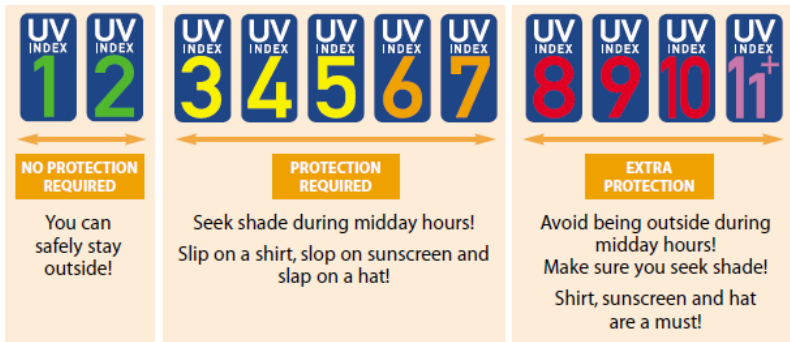 UV
INDEX
1
UV
INDEX
2
NO PROTECTION
REQUIRED
You can
safely stay
outside!
UV
INDEX
3
UV
INDEX
4
UV
INDEX
5
UV
INDEX
6
UV
INDEX
7
PROTECTION
REQUIRED
Seek shade during midday hours!
Slip on a shirt, slop on sunscreen and
slap on a hat!
UV
INDEX
8
UV
INDEX
9
UV
INDEX
10
UV
INDEX
11+
EXTRA
PROTECTION
Avoid being outside during
midday hours!
Make sure you seek shade!
Shirt, sunscreen and hat
are a must!